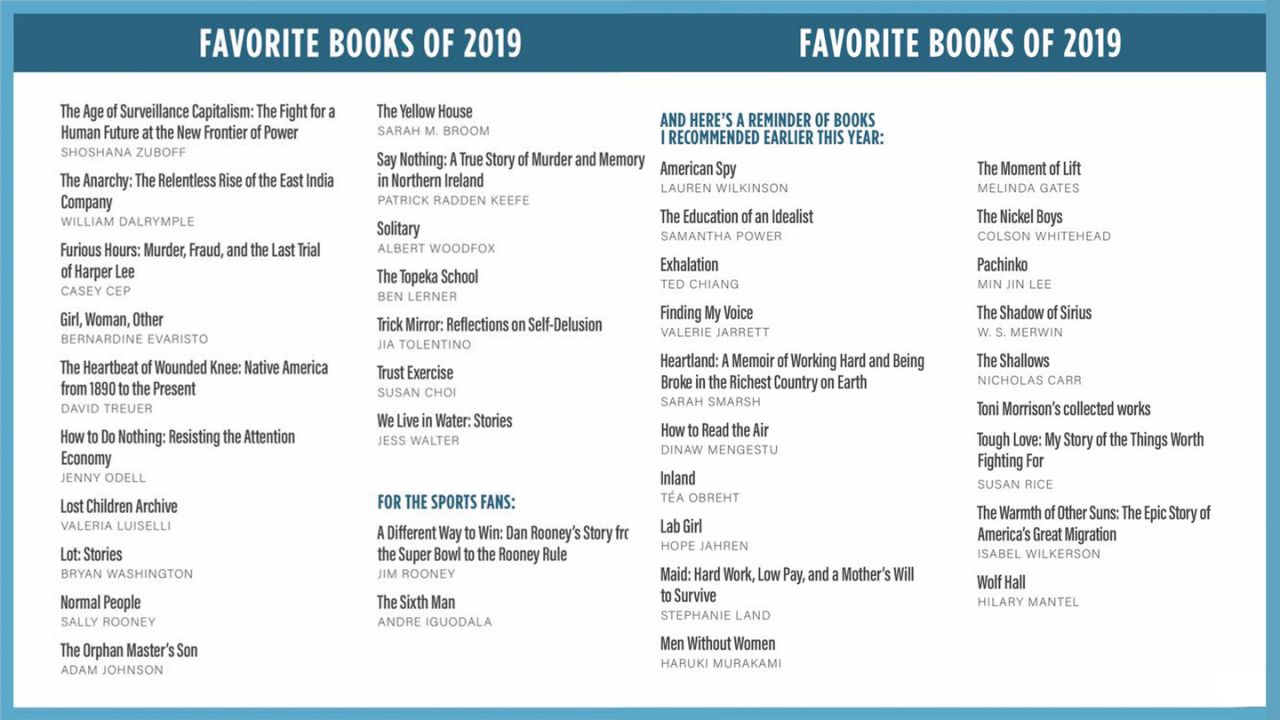 FAVORITE BOOKS OF 2019
The Age of Surveillance Capitalism: The Fight for a
Human Future at the New Frontier of Power
SHOSHANA ZUBOFF
The Anarchy: The Relentless Rise of the East India
Company
WILLIAM DALRYMPLE
Furious Hours: Murder, Fraud, and the Last Trial
of Harper Lee
CASEY CEP
Girl, Woman, Other
BERNARDINE EVARISTO
The Heartbeat of Wounded Knee: Native America
from 1890 to the Present
DAVID TREUER
How to Do Nothing: Resisting the Attention
Economy
JENNY ODELL
Lost Children Archive
VALERIA LUISELLI
Lot: Stories
BRYAN WASHINGTON
Normal People
SALLY ROONEY
The Orphan Master's Son
ADAM JOHNSON
The Yellow House
SARAH M. BROOM
Say Nothing: A True Story of Murder and Memory
in Northern Ireland
PATRICK RADDEN KEEFE
Solitary
ALBERT WOODFOX
The Topeka School
BEN LERNER
Trick Mirror: Reflections on Self-Delusion
JIA TOLENTINO
Trust Exercise
SUSAN CHOI
We Live in Water: Stories
JESS WALTER
FOR THE SPORTS FANS:
A Different Way to Win: Dan Rooney's Story frc
the Super Bowl to the Rooney Rule
JIM ROONEY
The Sixth Man
ANDRE IGUODALA
FAVORITE BOOKS OF 2019
AND HERE'S A REMINDER OF BOOKS
I RECOMMENDED EARLIER THIS YEAR:
American Spy
LAUREN WILKINSON
The Education of an Idealist
SAMANTHA POWER
Exhalation
TED CHIANG
Finding My Voice
VALERIE JARRETT
Heartland: A Memoir of Working Hard and Being
Broke in the Richest Country on Earth
SARAH SMARSH
How to Read the Air
DINAW MENGESTU
Inland
TÉA OBREHT
Lab Girl
HOPE JAHREN
Maid: Hard Work, Low Pay, and a Mother's Will
to Survive
STEPHANIE LAND
Men Without Women
HARUKI MURAKAMI
The Moment of Lift
MELINDA GATES
The Nickel Boys
COLSON WHITEHEAD
Pachinko
MIN JIN LEE
The Shadow of Sirius
W. S. MERWIN
The Shallows
NICHOLAS CARR
Toni Morrison's collected works
Tough Love: My Story of the Things Worth
Fighting For
SUSAN RICE
The Warmth of Other Suns: The Epic Story of
America's Great Migration
ISABEL WILKERSON
Wolf Hall
HILARY MANTEL